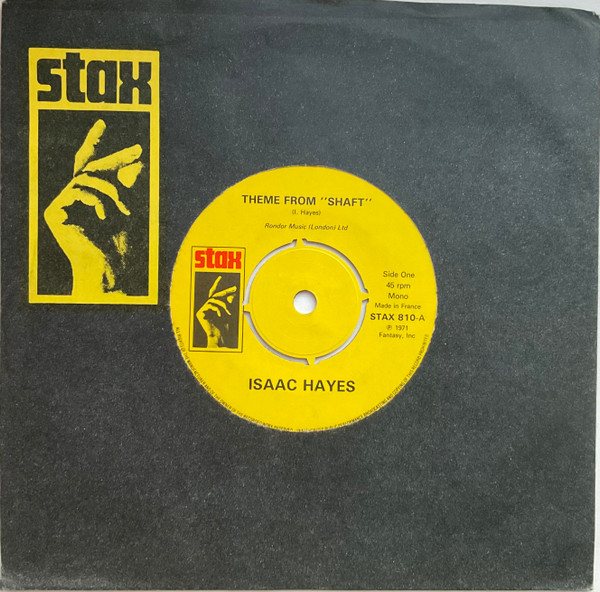 stax
THEME FROM "SHAFT"
(I. Hayes)
Rondor Music (London) Ltd
stax
Side One
45 rpm
Mono
Made in France
STAX 810-A
℗ 1971
Fantasy, Inc
ISAAC HAYES